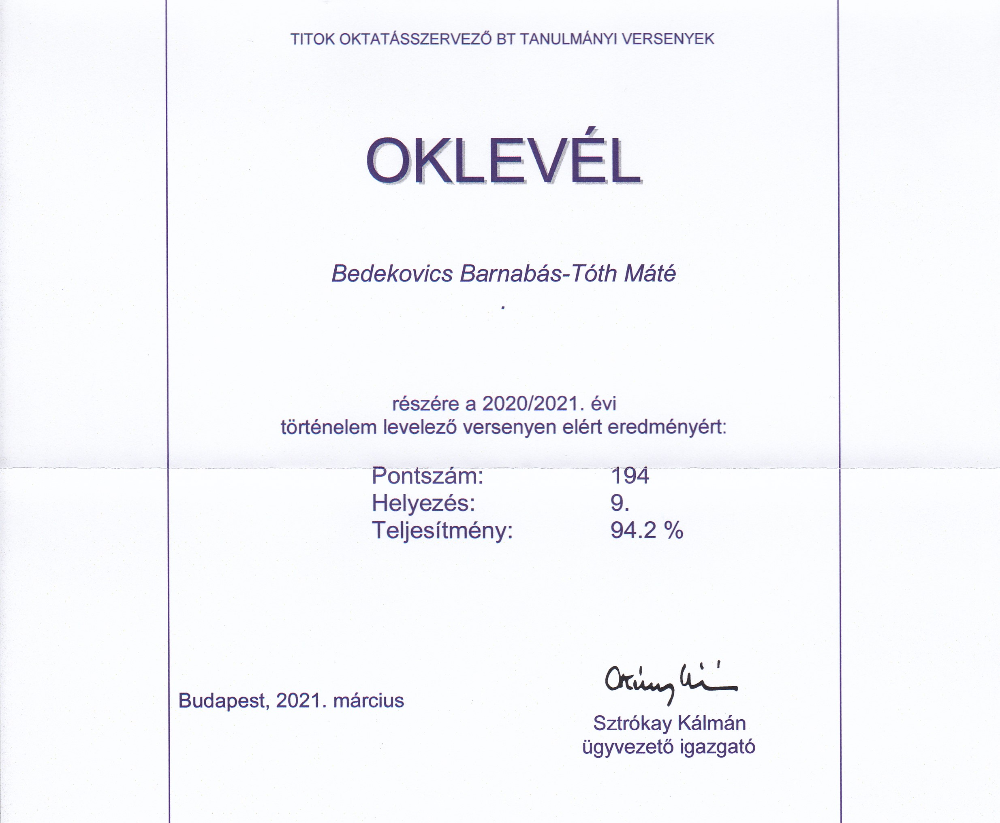 TITOK OKTATÁSSZERVEZŐ BT TANULMÁNYI VERSENYEK
OKLEVÉL
Bedekovics Barnabás-Tóth Máté
.
részére a 2020/2021. évi
történelem levelező versenyen elért eredményért:
Pontszám: 194
Helyezés: 9.
Teljesítmény: 94.2 %
Budapest, 2021. március
Sztrókay Kálmán
ügyvezető igazgató